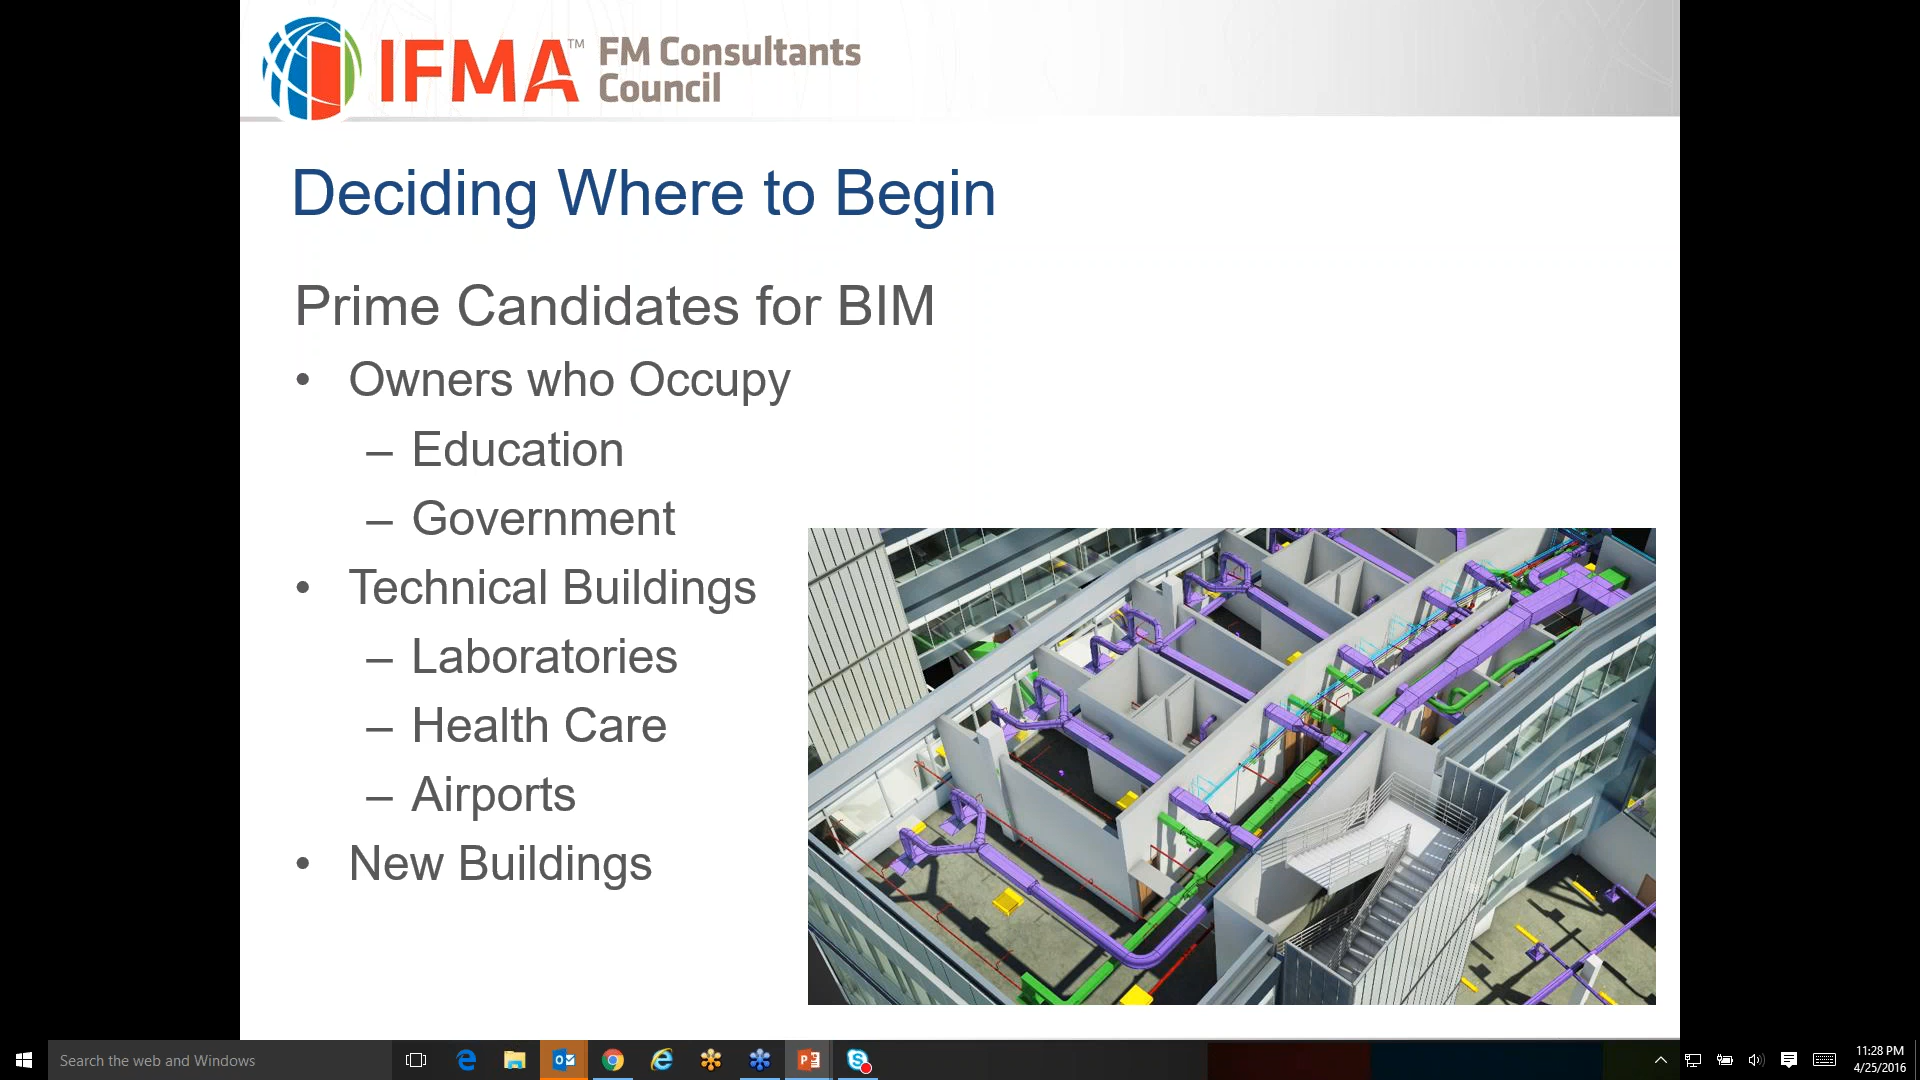 IFMA™ FM Consultants
Council
Deciding Where to Begin
Prime Candidates for BIM
• Owners who Occupy
– Education
– Government
• Technical Buildings
– Laboratories
– Health Care
– Airports
• New Buildings
Search the web and Windows
11:28 PM
4/25/2016